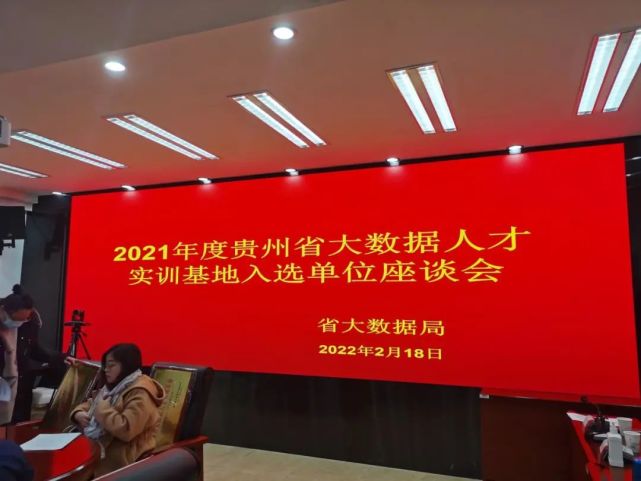 2021年度贵州省大数据人才
实训基地入选单位座谈会
省大数据局
2022年2月18日